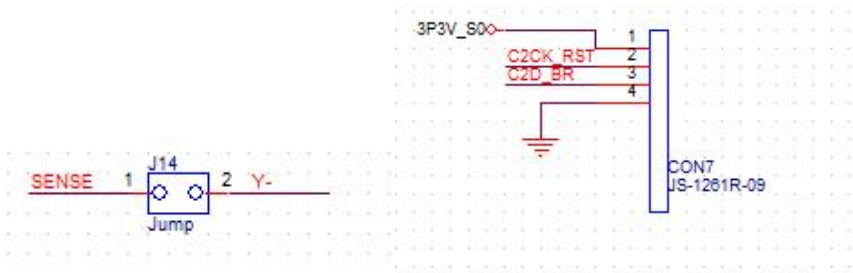 3P3V_S0
1
C2CK_RST 2
C2D_BR 3
4
CON7
JS-1261R-09
J14
SENSE 1 2 Y-
Jump